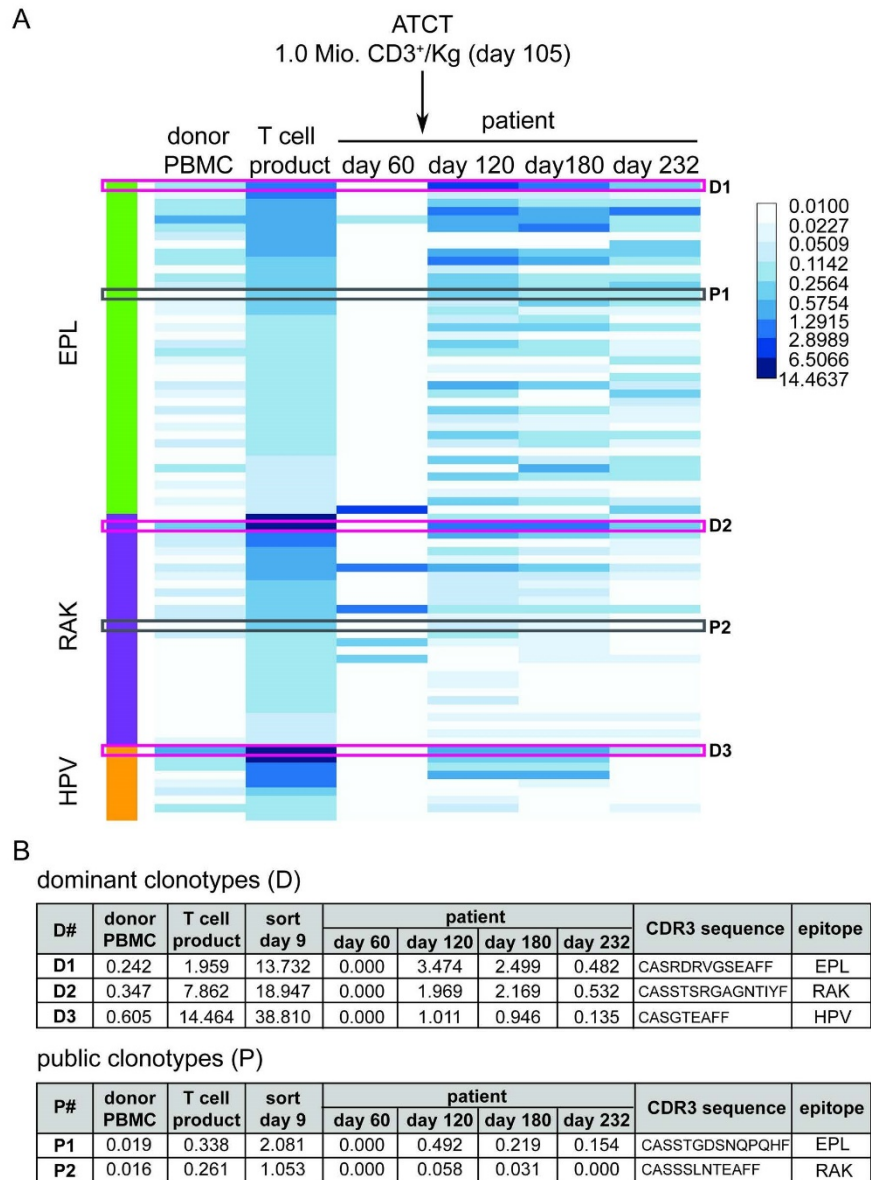 A
ATCT
1.0 Mio. CD3+/Kg (day 105)
donor PBMC
T cell product
patient
day 60 day 120 day180 day 232
D1
0.0100
0.0227
0.0509
0.1142
0.2564
0.5754
1.2915
2.8989
6.5066
14.4637
P1
EPL
D2
RAK
P2
D3
HPV
B
dominant clonotypes (D)
D# donor PBMC T cell product sort day 9 patient CDR3 sequence epitope
day 60 day 120 day 180 day 232
D1 0.242 1.959 13.732 0.000 3.474 2.499 0.482 CASRDRVGSEAFF EPL
D2 0.347 7.862 18.947 0.000 1.969 2.169 0.532 CASSTSRGAGNTIYF RAK
D3 0.605 14.464 38.810 0.000 1.011 0.946 0.135 CASGTEAFF HPV
public clonotypes (P)
P# donor PBMC T cell product sort day 9 patient CDR3 sequence epitope
day 60 day 120 day 180 day 232
P1 0.019 0.338 2.081 0.000 0.492 0.219 0.154 CASSTGDSNQPQHF EPL
P2 0.016 0.261 1.053 0.000 0.058 0.031 0.000 CASSSLNTEAFF RAK